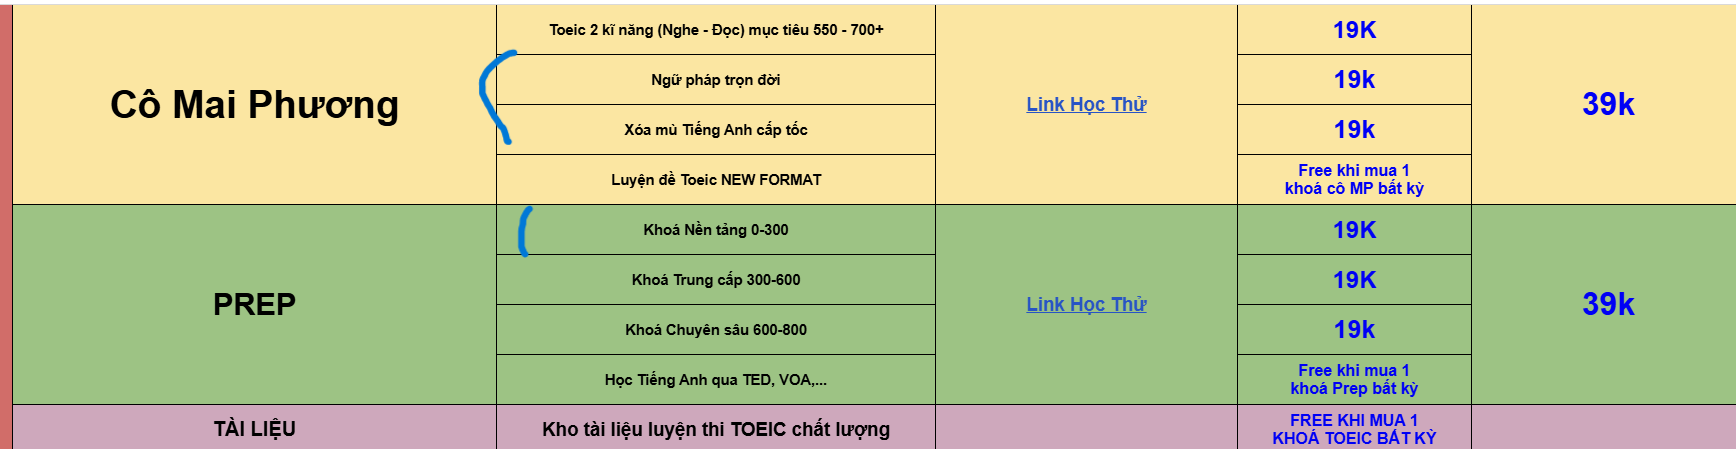 Cô Mai Phương
Toeic 2 kĩ năng (Nghe - Đọc) mục tiêu 550 - 700+
Ngữ pháp trọn đời
Xóa mù Tiếng Anh cấp tốc
Luyện đề Toeic NEW FORMAT
Link Học Thử
19K
19k
19k
Free khi mua 1
khoá cô MP bất kỳ
39k
PREP
Khoá Nền tảng 0-300
Khoá Trung cấp 300-600
Khoá Chuyên sâu 600-800
Học Tiếng Anh qua TED, VOA,...
Link Học Thử
19K
19K
19k
Free khi mua 1
khoá Prep bất kỳ
39k
TÀI LIỆU
Kho tài liệu luyện thi TOEIC chất lượng
FREE KHI MUA 1
KHOÁ TOEIC BẤT KỲ